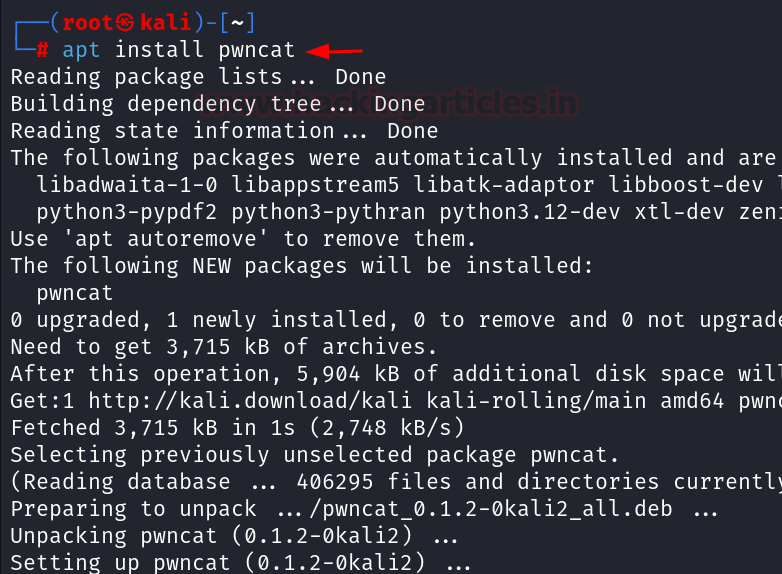 ┌──(root㉿kali)-[~]
└─# apt install pwncat
Reading package lists... Done
Building dependency tree... Done
www.hackingarticles.in
Reading state information... Done
The following packages were automatically installed and are
libadwaita-1-0 libappstream5 libatk-adaptor libboost-dev
python3-pypdf2 python3-pythran python3.12-dev xtl-dev
Use 'apt autoremove' to remove them.
The following NEW packages will be installed:
pwncat
0 upgraded, 1 newly installed, 0 to remove and 0 not
Need to get 3,715 kB of archives.
After this operation, 5,904 kB of additional disk space
Get:1 http://kali.download/kali kali-rolling/main amd64
Fetched 3,715 kB in 1s (2,748 kB/s)
Selecting previously unselected package pwncat.
(Reading database ... 406295 files and directories
Preparing to unpack .../pwncat_0.1.2-0kali2_all.deb ...
Unpacking pwncat (0.1.2-0kali2) ...
Setting up pwncat (0.1.2-0kali2) ...